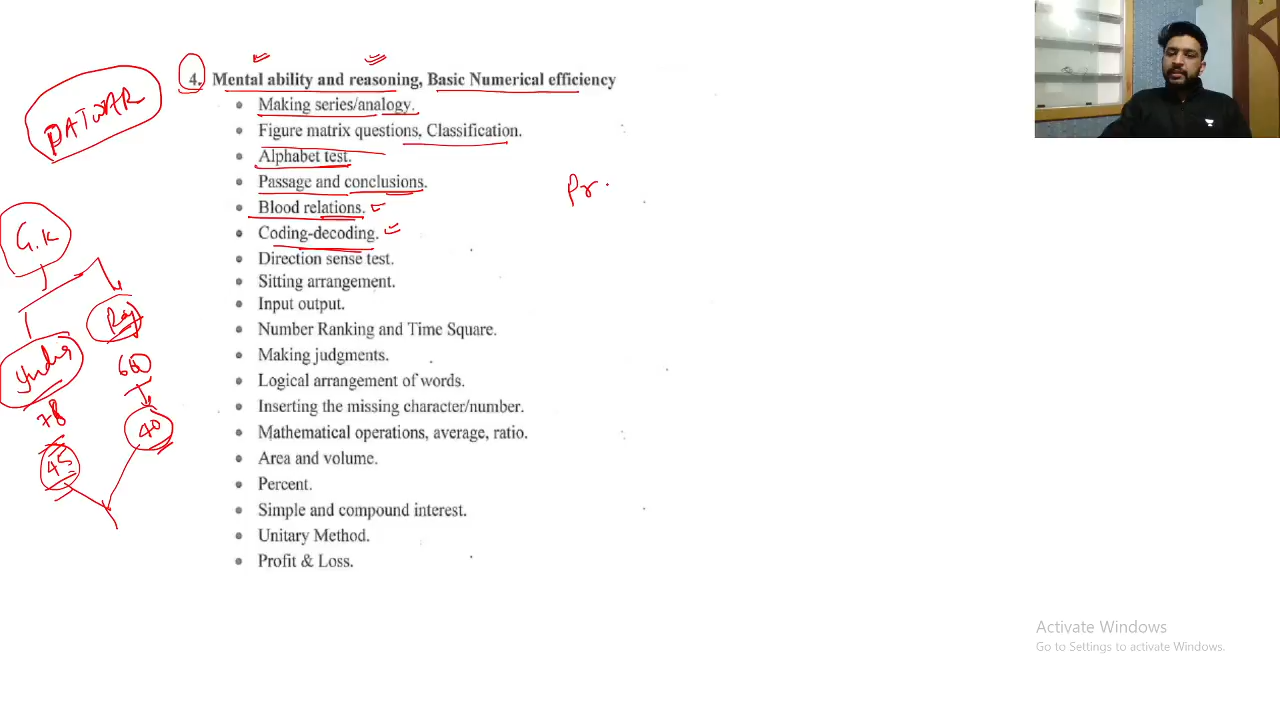 4. Mental ability and reasoning, Basic Numerical efficiency
• Making series/analogy.
• Figure matrix questions, Classification.
• Alphabet test.
• Passage and conclusions.
• Blood relations.
• Coding-decoding.
• Direction sense test.
• Sitting arrangement.
• Input output.
• Number Ranking and Time Square.
• Making judgments.
• Logical arrangement of words.
• Inserting the missing character/number.
• Mathematical operations, average, ratio.
• Area and volume.
• Percent.
• Simple and compound interest.
• Unitary Method.
• Profit & Loss.
PATWAR
G.K
Raj
78
45
40
Pr.
Activate Windows
Go to Settings to activate Windows.